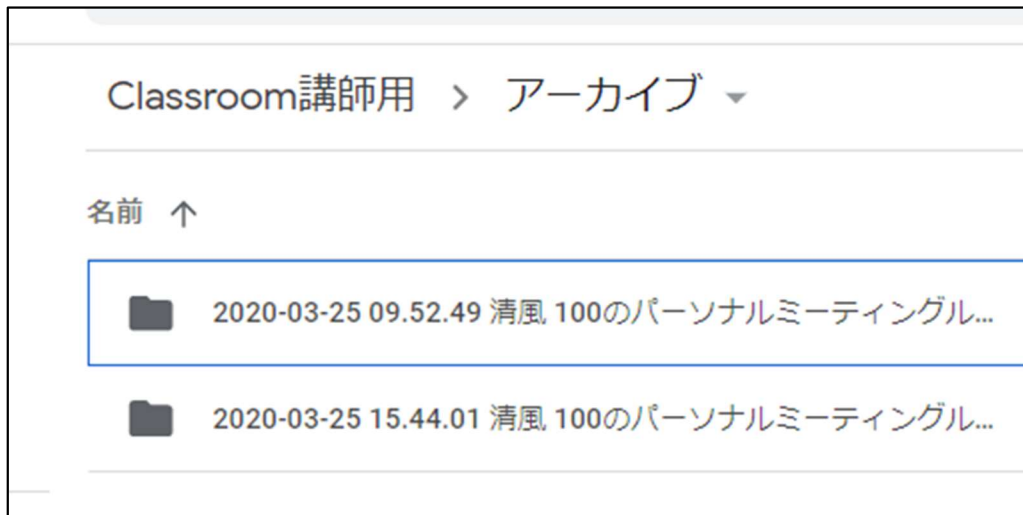 Classroom講師用 > アーカイブ
名前 ↑
2020-03-25 09.52.49 清風 100のパーソナルミーティングル...
2020-03-25 15.44.01 清風 100のパーソナルミーティングル...